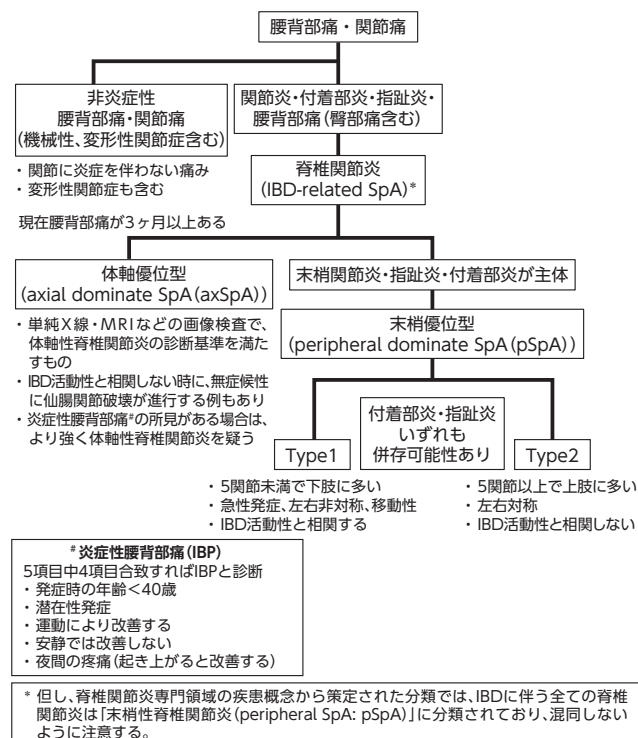 腰背部痛・関節痛
非炎症性
腰背部痛・関節痛
(機械性、変形性関節症含む)
関節炎・付着部炎・指趾炎・
腰背部痛(臀部痛含む)
・関節に炎症を伴わない痛み
・変形性関節症も含む
脊椎関節炎
(IBD-related SpA)*
現在腰背部痛が3ヶ月以上ある
体軸優位型
(axial dominate SpA(axSpA))
末梢関節炎・指趾炎・付着部炎が主体
・単純X線・MRIなどの画像検査で、
体軸性脊椎関節炎の診断基準を満た
すもの
・IBD活動性と相関しない時に、無症候性
に仙腸関節破壊が進行する例もあり
・炎症性腰背部痛#の所見がある場合は、
より強く体軸性脊椎関節炎を疑う
末梢優位型
(peripheral dominate SpA(pSpA))
Type1
付着部炎・指趾炎
いずれも
併存可能性あり
Type2
・5関節未満で下肢に多い
・急性発症、左右非対称、移動性
・IBD活動性と相関する
・5関節以上で上肢に多い
・左右対称
・IBD活動性と相関しない
#炎症性腰背部痛(IBP)
5項目中4項目合致すればIBPと診断
・発症時の年齢<40歳
・潜在性発症
・運動により改善する
・安静では改善しない
・夜間の疼痛(起き上がると改善する)
* 但し、脊椎関節炎専門領域の疾患概念から策定された分類では、IBDに伴う全ての脊椎
関節炎は「末梢性脊椎関節炎(peripheral SpA: pSpA)」に分類されており、混同しない
ように注意する。